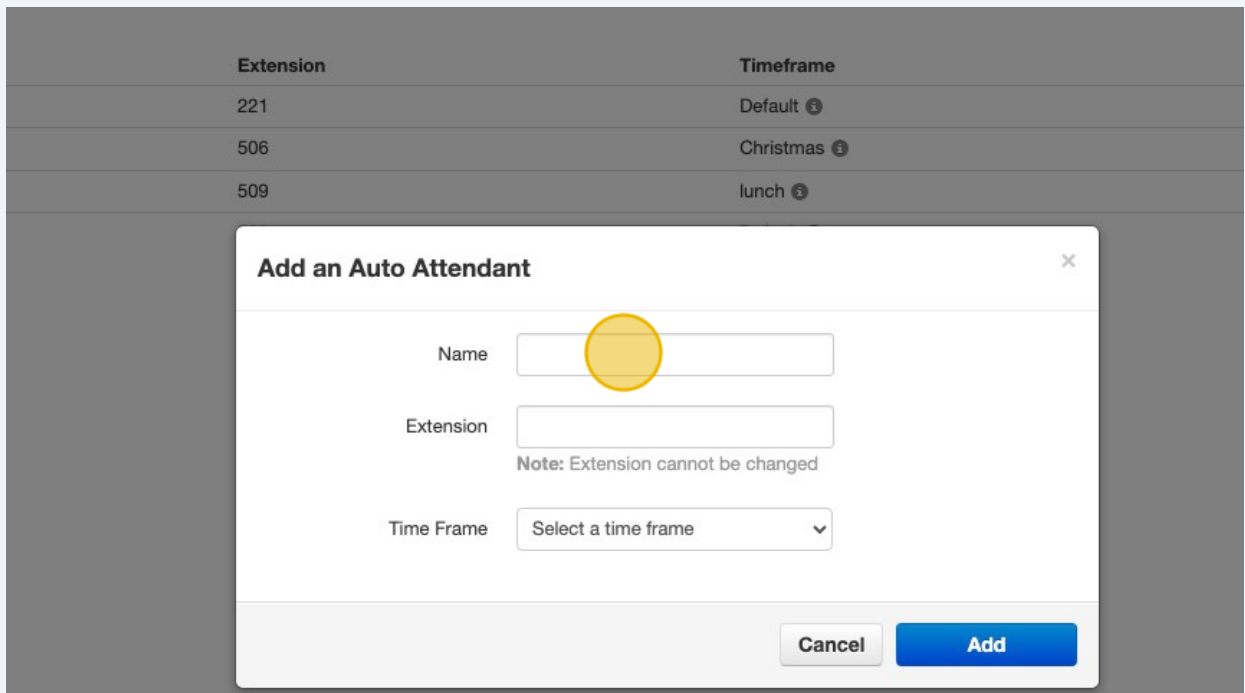 Extension Timeframe
221 Default
506 Christmas
509 lunch
Add an Auto Attendant ×
Name
Extension
Note: Extension cannot be changed
Time Frame Select a time frame
Cancel Add